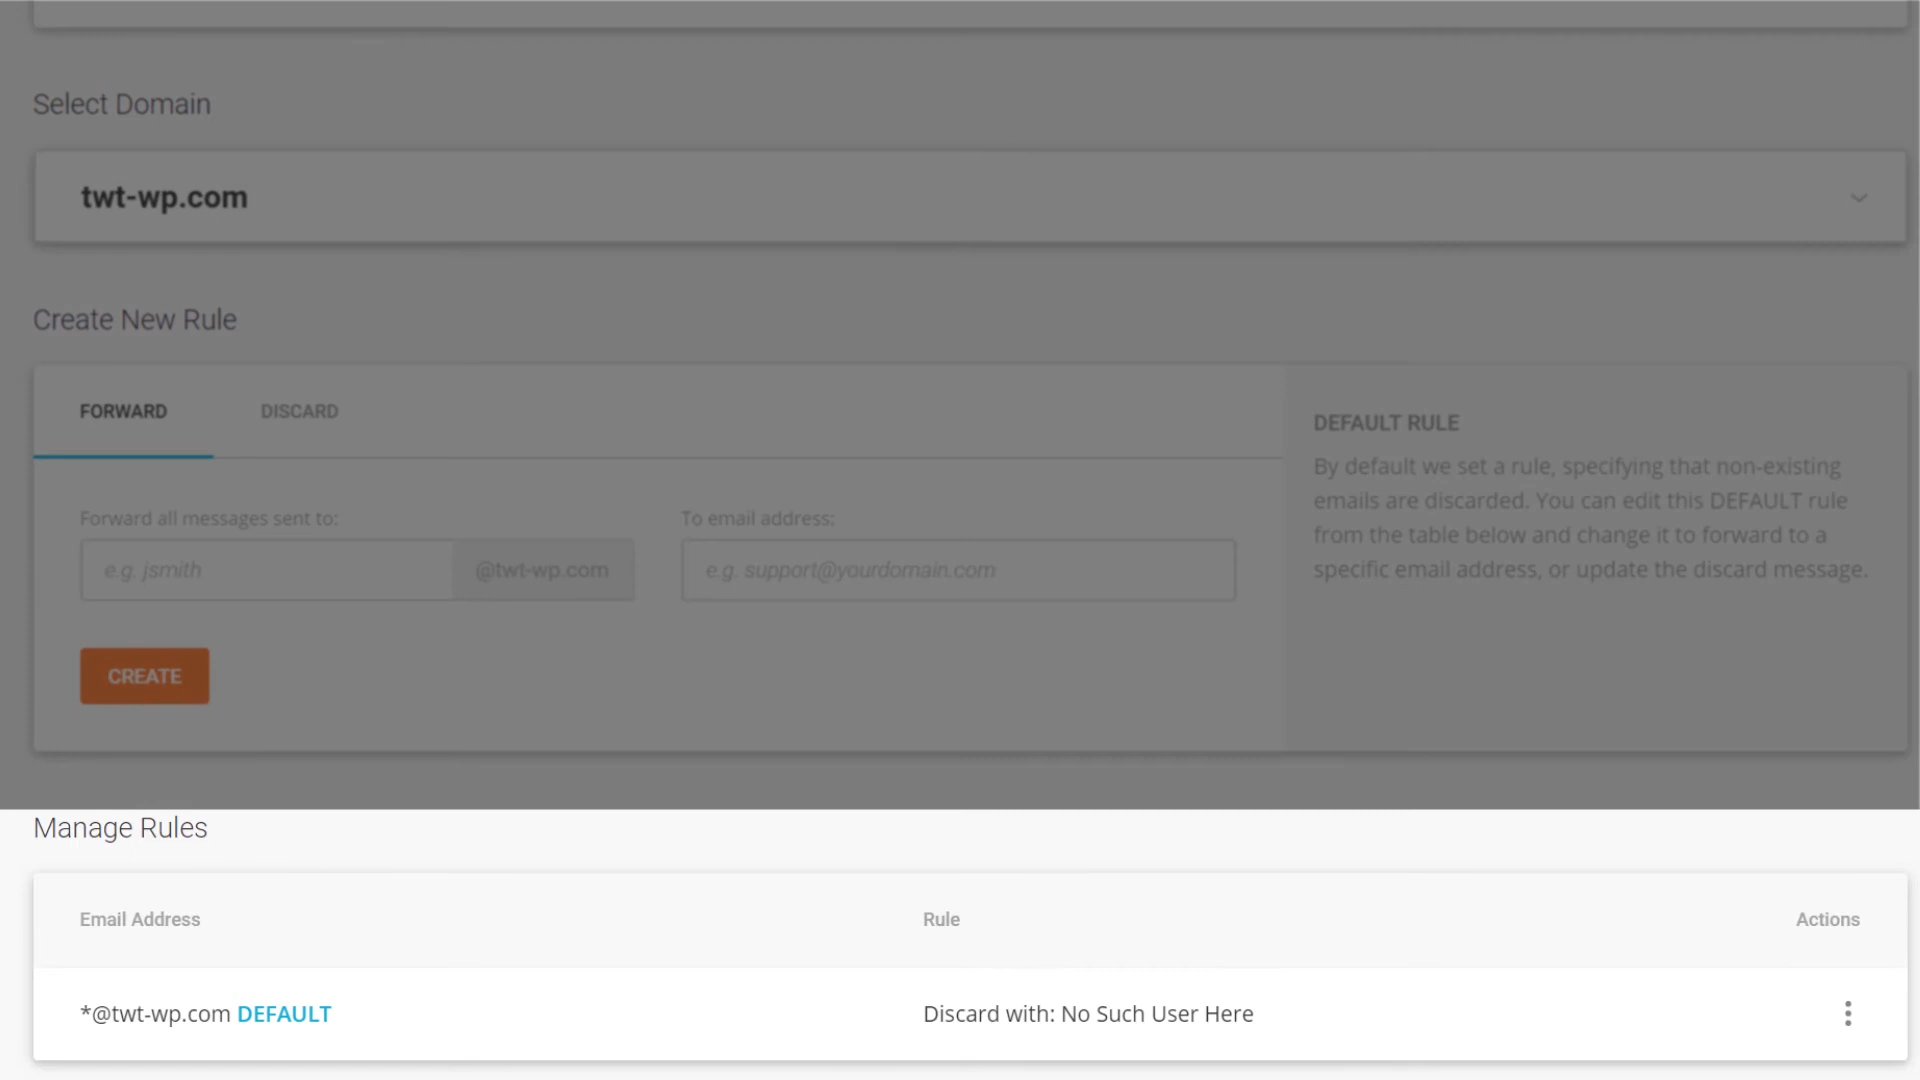 Select Domain
twt-wp.com
Create New Rule
FORWARD DISCARD
Forward all messages sent to: To email address:
e.g. jsmith @twt-wp.com e.g. support@yourdomain.com
CREATE
DEFAULT RULE
By default we set a rule, specifying that non-existing
emails are discarded. You can edit this DEFAULT rule
from the table below and change it to forward to a
specific email address, or update the discard message.
Manage Rules
Email Address Rule Actions
*@twt-wp.com DEFAULT Discard with: No Such User Here